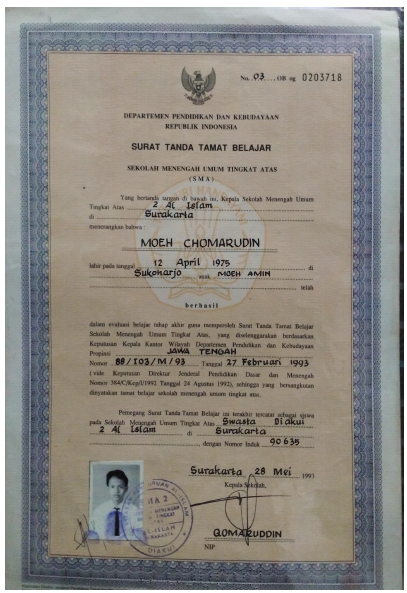 No. 03 .... OB og 0203718
DEPARTEMEN PENDIDIKAN DAN KEBUDAYAAN
REPUBLIK INDONESIA
SURAT TANDA TAMAT BELAJAR
SEKOLAH MENENGAH UMUM TINGKAT ATAS
(SMA)
Yang bertanda tangan di bawah ini, Kepala Sekolah Menengah Umum
Tingkat Atas 2 Al Islam
di Surakarta
menerangkan bahwa :
MOEH CHOMARUDIN
lahir pada tanggal 12 April 1975 di
Sukoharjo anak MOEH AMIN
telah
berhasil
dalam evaluasi belajar tahap akhir guna memperoleh Surat Tanda Tamat Belajar
Sekolah Menengah Umum Tingkat Atas, yang diselenggarakan berdasarkan
Keputusan Kepala Kantor Wilayah Departemen Pendidikan dan Kebudayaan
Propinsi JAWA TENGAH
Nomor 88/I03/M/93 Tanggal 27 Februari 1993
( vide Keputusan Direktur Jenderal Pendidikan Dasar dan Menengah
Nomor 384/C/Kep/I/1992 Tanggal 24 Agustus 1992), sehingga yang bersangkutan
dinyatakan tamat belajar sekolah menengah umum tingkat atas.
Pemegang Surat Tanda Tamat Belajar ini terakhir tercatat sebagai siswa
pada Sekolah Menengah Umum Tingkat Atas Swasta Diakui
2 Al Islam di Surakarta
, dengan Nomor Induk 90635
Surakarta 28 Mei 1993
Kepala Sekolah,
SMA 2
AL-ISLAM
SURAKARTA
DIAKUI
QOMARUDDIN
NIP